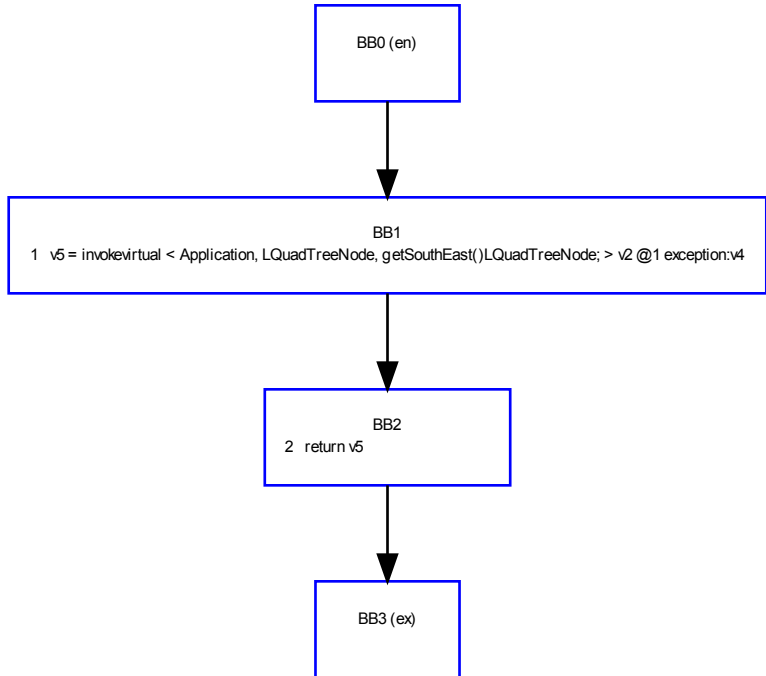 BB0 (en)
BB1
1 v5 = invokevirtual < Application, LQuadTreeNode, getSouthEast()LQuadTreeNode; > v2 @1 exception:v4
BB2
2 return v5
BB3 (ex)